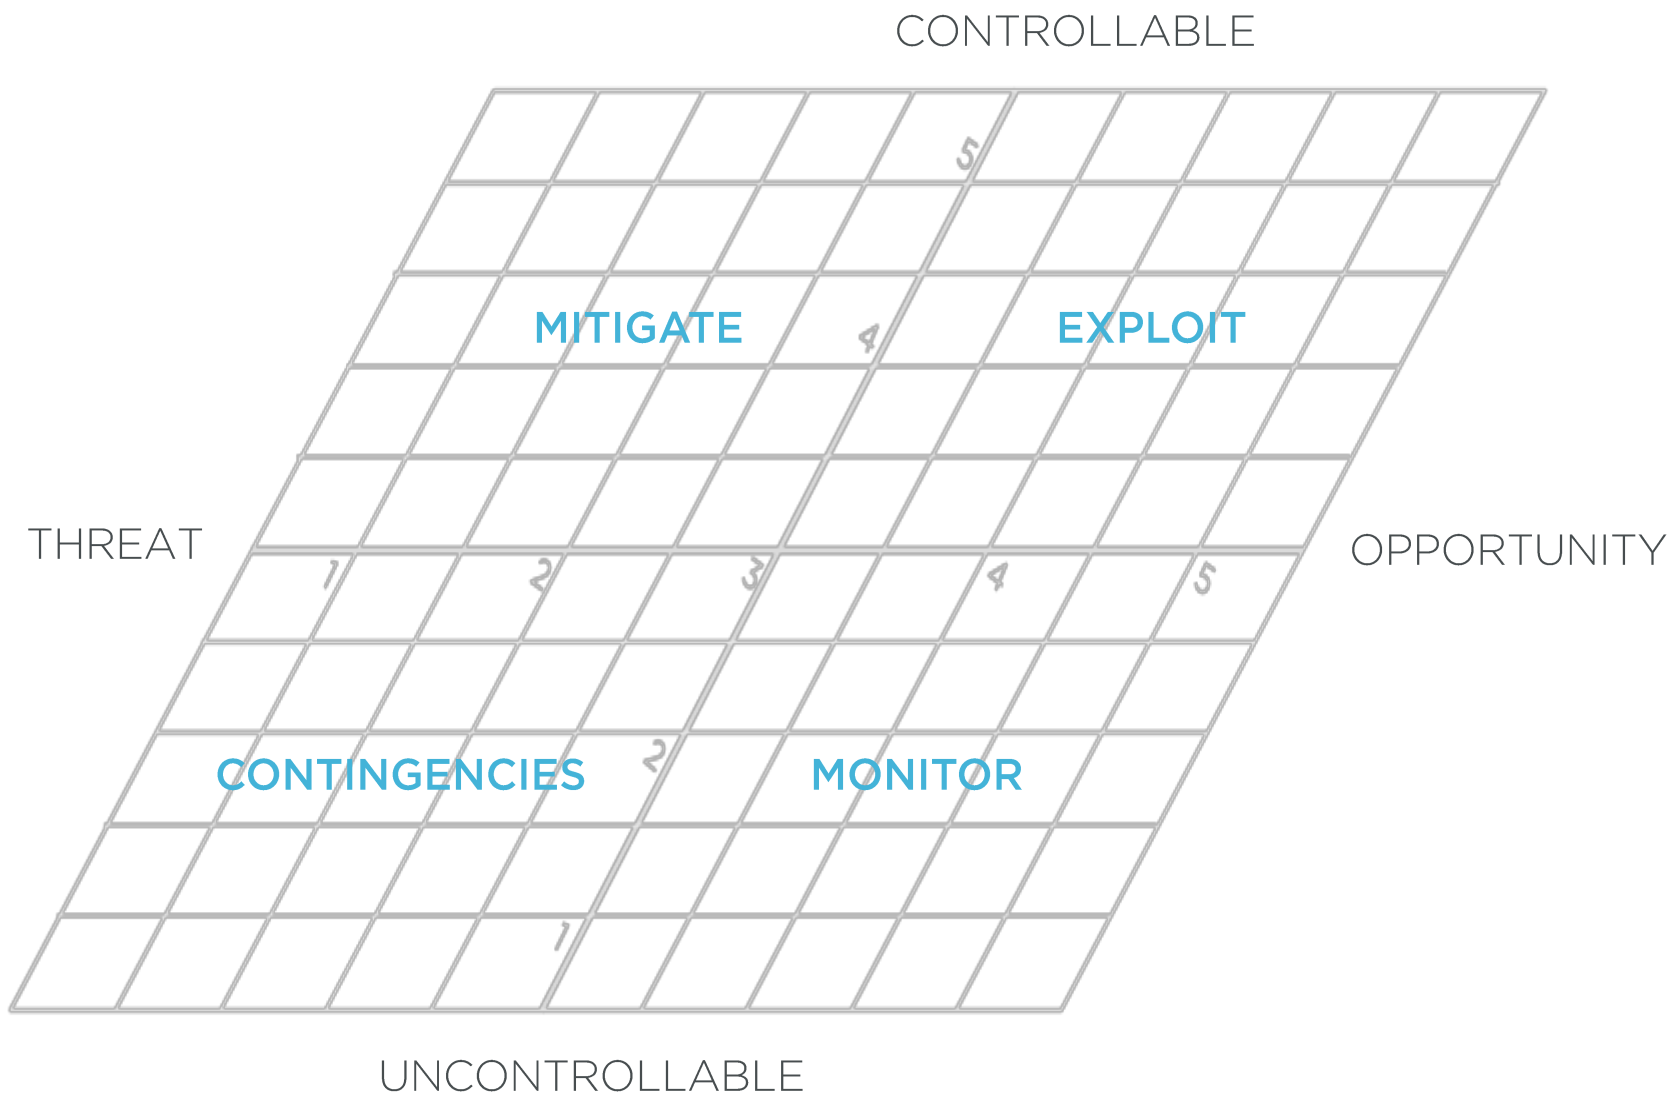 CONTROLLABLE
5
MITIGATE
4
EXPLOIT
THREAT
OPPORTUNITY
1
2
3
4
5
2
CONTINGENCIES
MONITOR
1
UNCONTROLLABLE